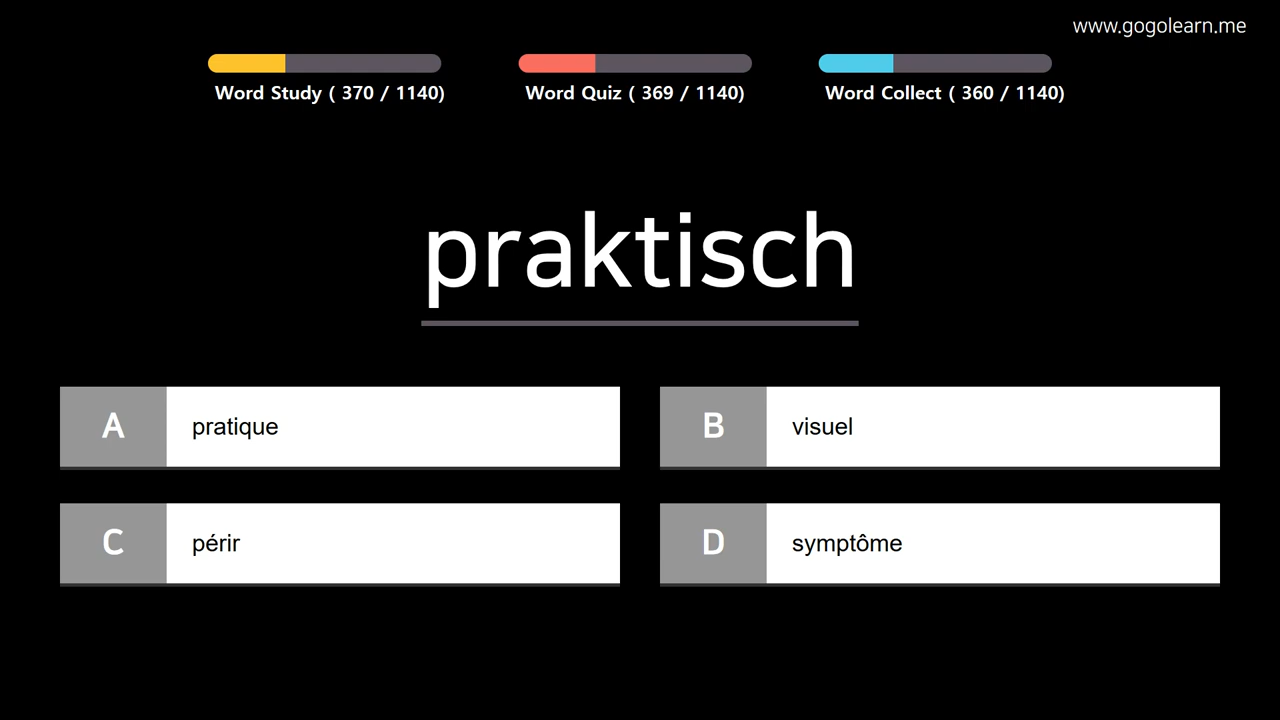 www.gogolearn.me
Word Study ( 370 / 1140)
Word Quiz ( 369 / 1140)
Word Collect ( 360 / 1140)
praktisch
A pratique
B visuel
C périr
D symptôme